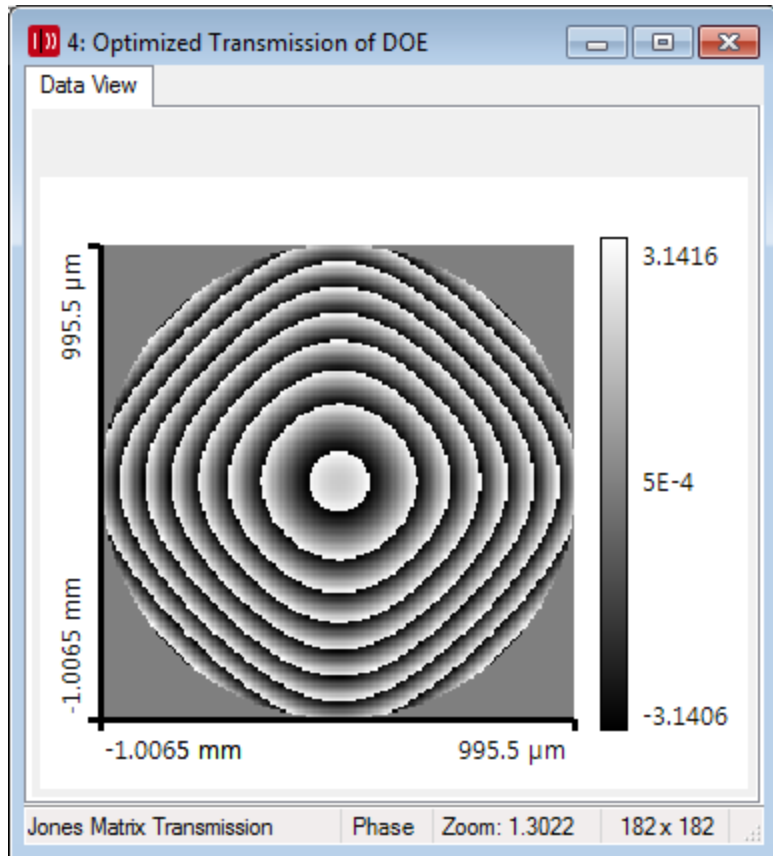 4: Optimized Transmission of DOE
Data View
995.5 µm
-1.0065 mm
-1.0065 mm
995.5 µm
3.1416
5E-4
-3.1406
Jones Matrix Transmission Phase Zoom: 1.3022 182 x 182